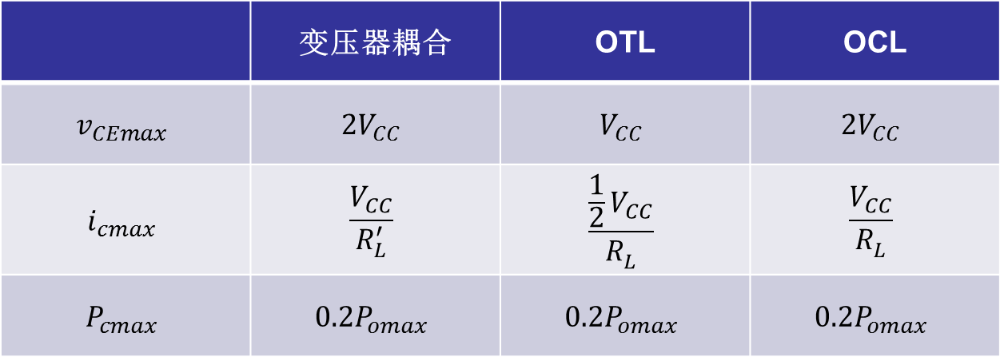 变压器耦合 OTL OCL
v_{CEmax} 2V_{CC} V_{CC} 2V_{CC}
i_{cmax} \frac{V_{CC}}{R_L'} \frac{\frac{1}{2}V_{CC}}{R_L} \frac{V_{CC}}{R_L}
P_{cmax} 0.2P_{omax} 0.2P_{omax} 0.2P_{omax}